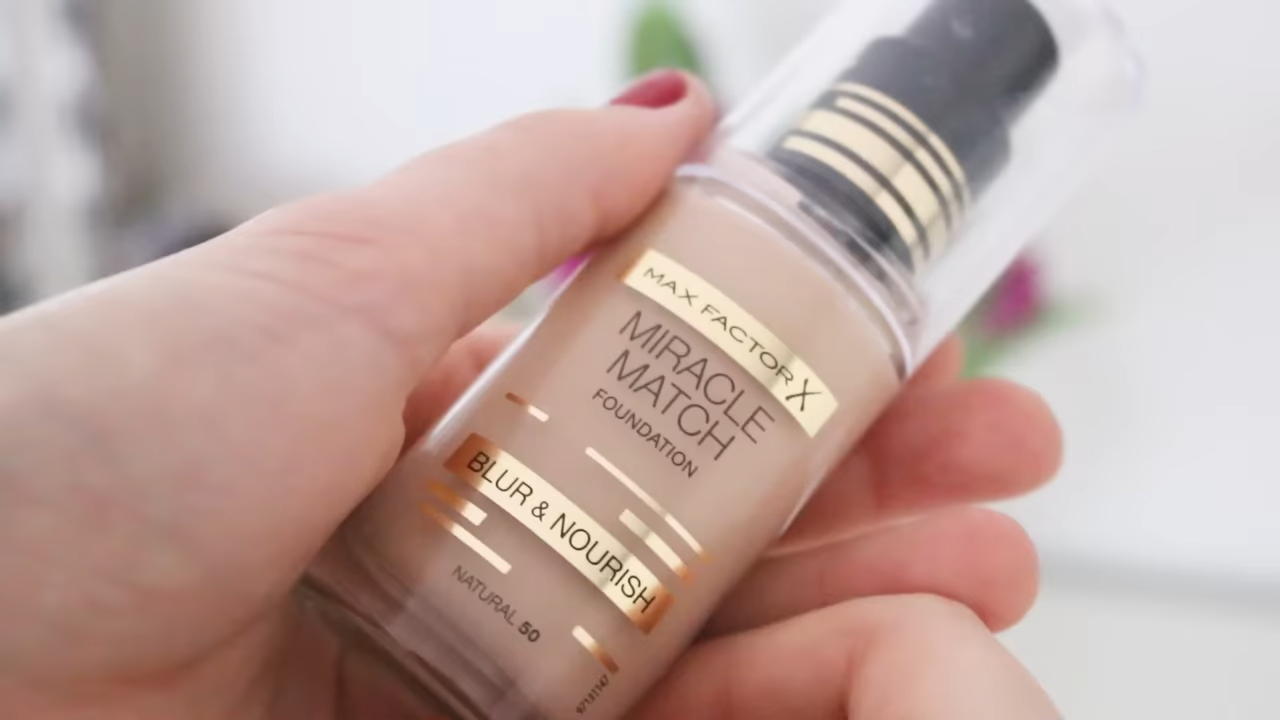 MAX FACTOR X
MIRACLE
MATCH
FOUNDATION
BLUR & NOURISH
NATURAL 50